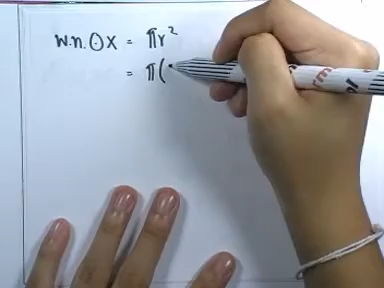 พ.ท. ⊙X = πr²
= π(